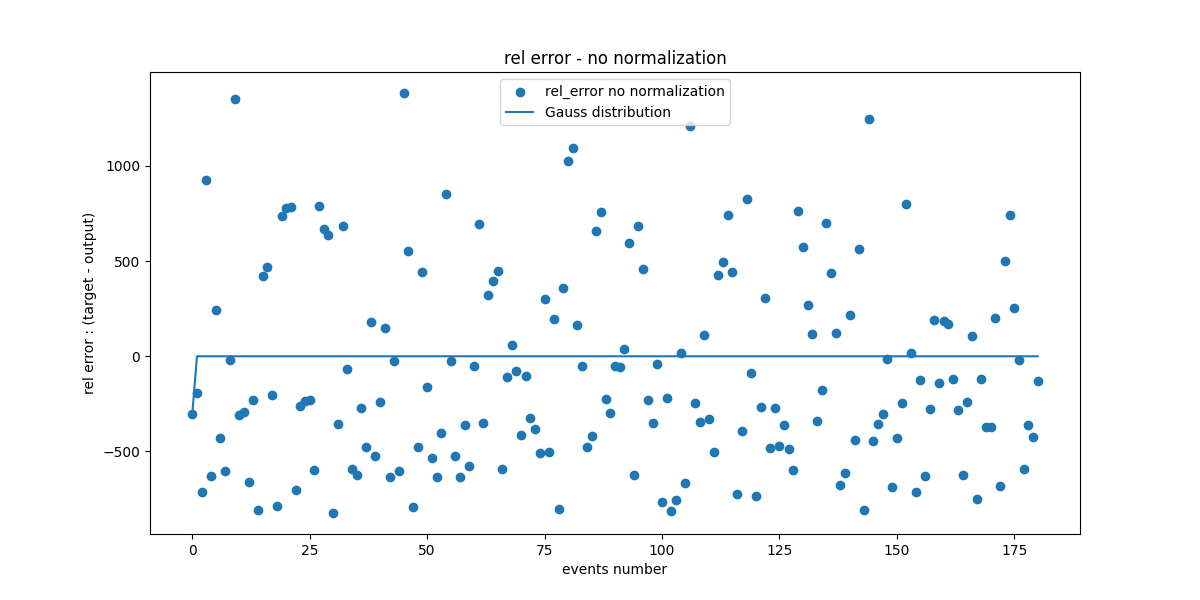 rel error - no normalization
rel_error no normalization
Gauss distribution
rel error : (target - output)
1000
500
0
−500
0 25 50 75 100 125 150 175
events number